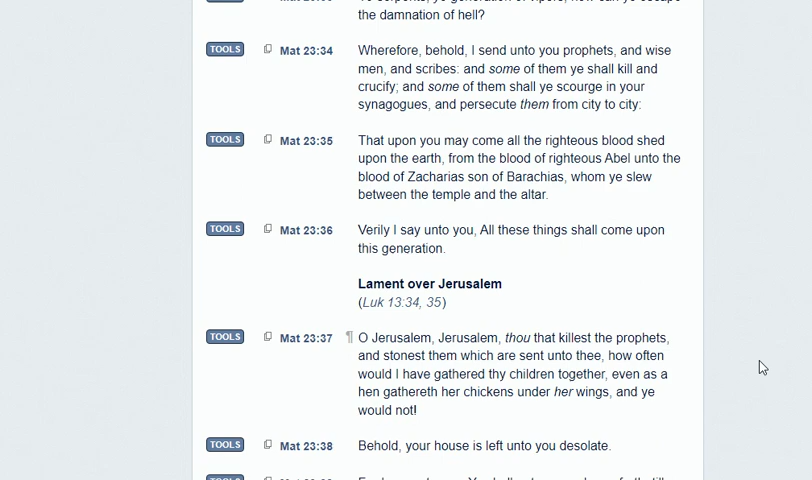 the damnation of hell?
TOOLS Mat 23:34 Wherefore, behold, I send unto you prophets, and wise
men, and scribes: and some of them ye shall kill and
crucify; and some of them shall ye scourge in your
synagogues, and persecute them from city to city:
TOOLS Mat 23:35 That upon you may come all the righteous blood shed
upon the earth, from the blood of righteous Abel unto the
blood of Zacharias son of Barachias, whom ye slew
between the temple and the altar.
TOOLS Mat 23:36 Verily I say unto you, All these things shall come upon
this generation.
Lament over Jerusalem
(Luk 13:34, 35)
TOOLS Mat 23:37 ¶ O Jerusalem, Jerusalem, thou that killest the prophets,
and stonest them which are sent unto thee, how often
would I have gathered thy children together, even as a
hen gathereth her chickens under her wings, and ye
would not!
TOOLS Mat 23:38 Behold, your house is left unto you desolate.